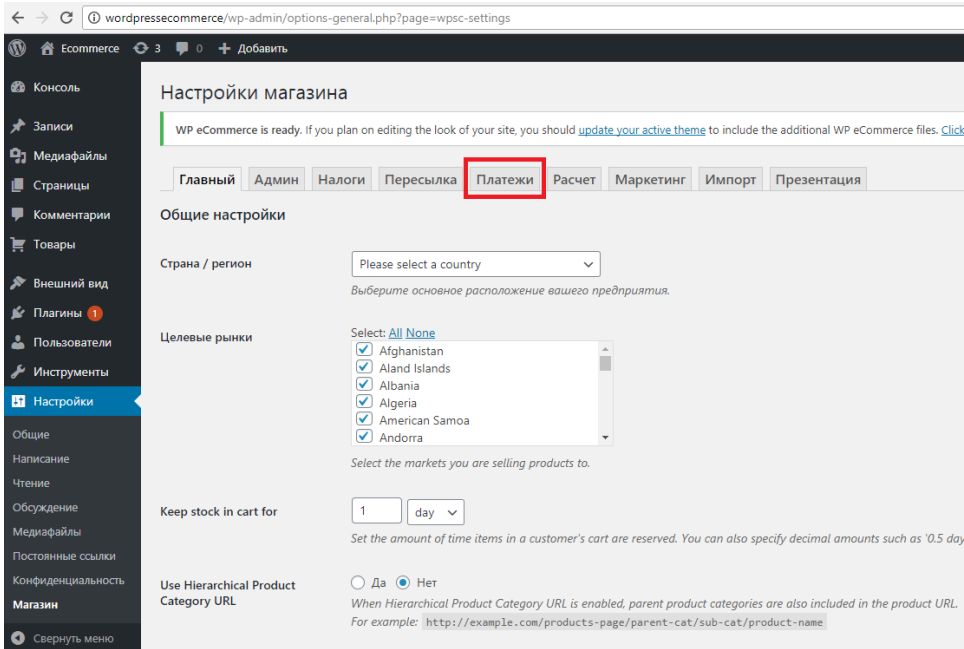 wordpressecommerce/wp-admin/options-general.php?page=wpsc-settings
Ecommerce 3 0 + Добавить
Консоль
Записи
Медиафайлы
Страницы
Комментарии
Товары
Внешний вид
Плагины 1
Пользователи
Инструменты
Настройки
Общие
Написание
Чтение
Обсуждение
Медиафайлы
Постоянные ссылки
Конфиденциальность
Магазин
Свернуть меню
Настройки магазина
WP eCommerce is ready. If you plan on editing the look of your site, you should update your active theme to include the additional WP eCommerce files. Click
Главный Админ Налоги Пересылка Платежи Расчет Маркетинг Импорт Презентация
Общие настройки
Страна / регион
Please select a country
Выберите основное расположение вашего предприятия.
Целевые рынки
Select: All None
Afghanistan
Aland Islands
Albania
Algeria
American Samoa
Andorra
Select the markets you are selling products to.
Keep stock in cart for
1 day
Set the amount of time items in a customer's cart are reserved. You can also specify decimal amounts such as '0.5 day
Use Hierarchical Product
Category URL
Да Нет
When Hierarchical Product Category URL is enabled, parent product categories are also included in the product URL.
For example: http://example.com/products-page/parent-cat/sub-cat/product-name